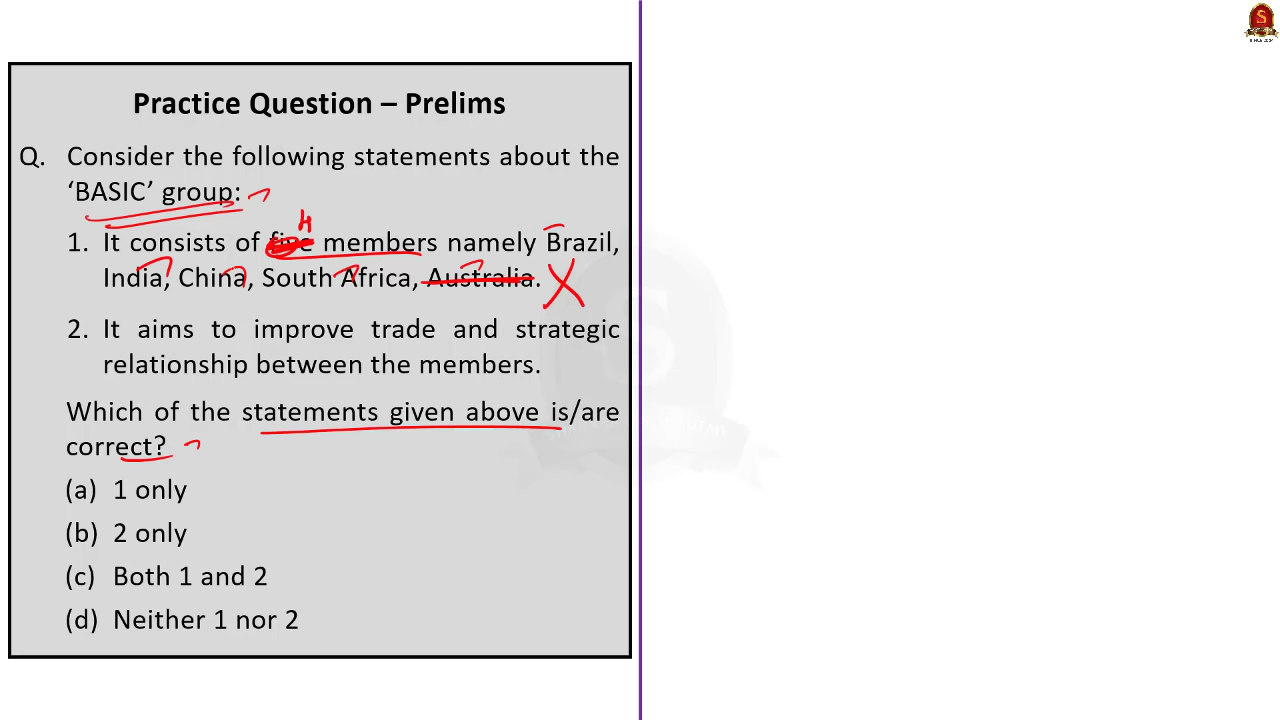 Practice Question – Prelims
Q. Consider the following statements about the
‘BASIC’ group:
4
1. It consists of five members namely Brazil,
India, China, South Africa, Australia.
2. It aims to improve trade and strategic
relationship between the members.
Which of the statements given above is/are
correct?
(a) 1 only
(b) 2 only
(c) Both 1 and 2
(d) Neither 1 nor 2